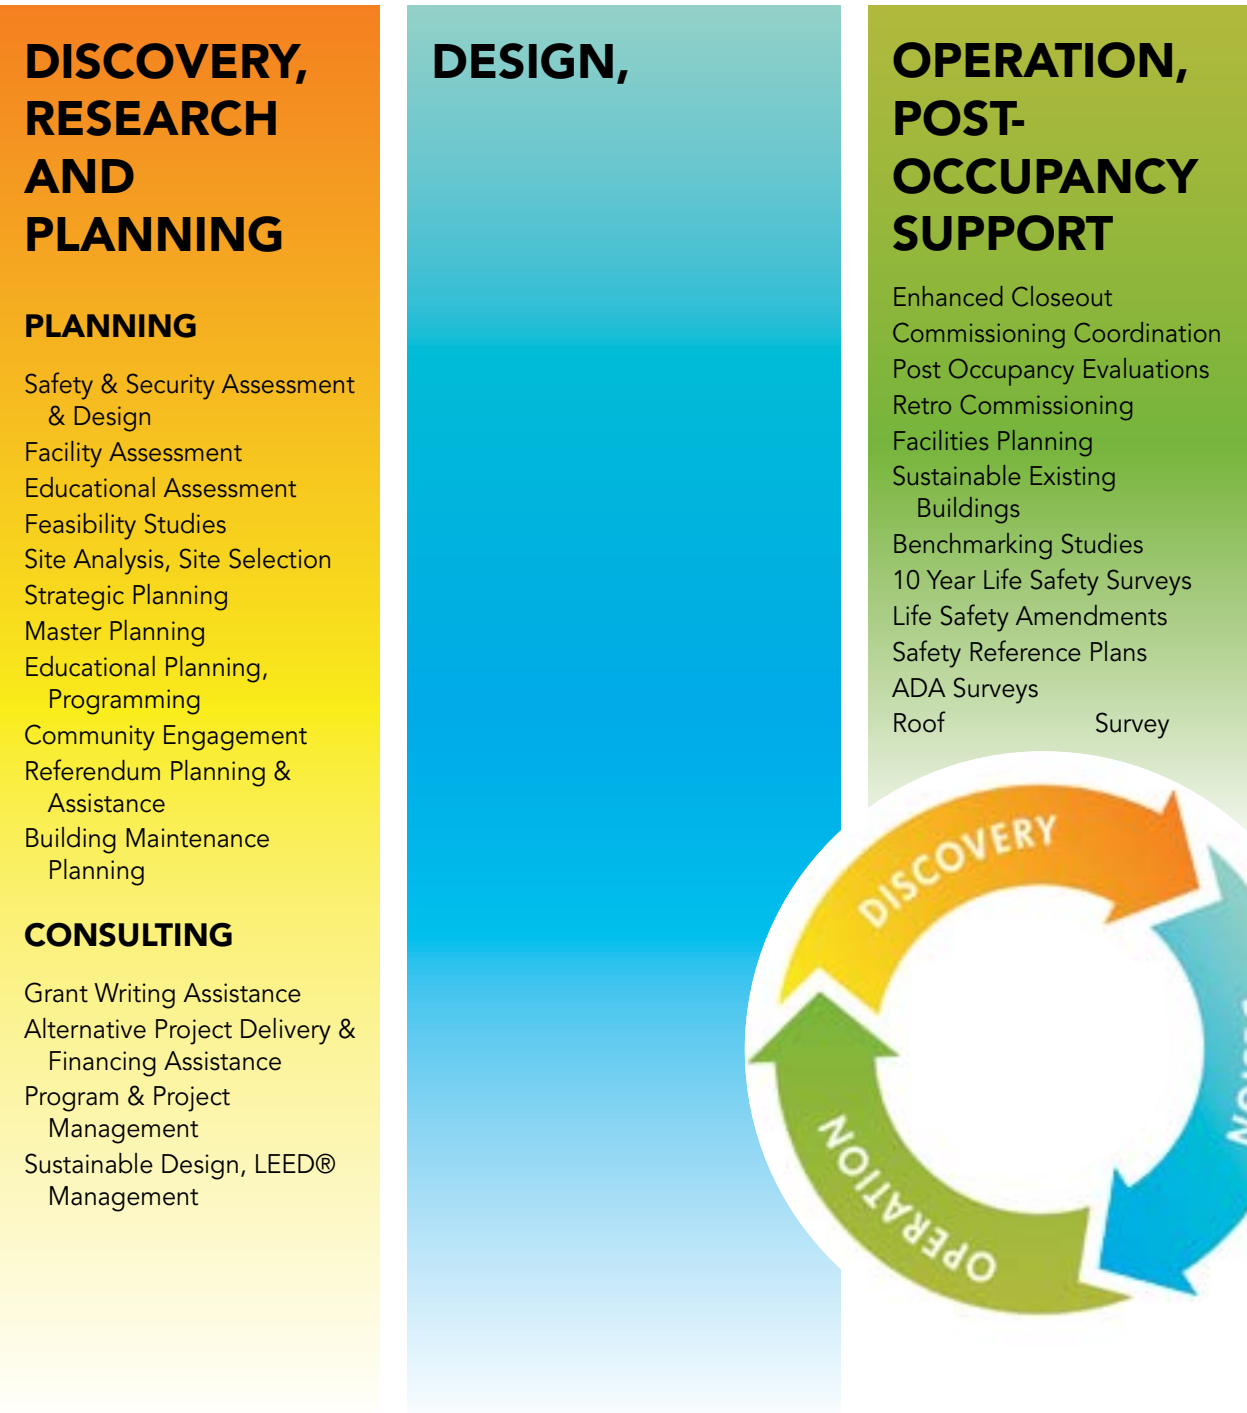 DISCOVERY,
RESEARCH
AND
PLANNING
PLANNING
Safety & Security Assessment
& Design
Facility Assessment
Educational Assessment
Feasibility Studies
Site Analysis, Site Selection
Strategic Planning
Master Planning
Educational Planning,
Programming
Community Engagement
Referendum Planning &
Assistance
Building Maintenance
Planning
CONSULTING
Grant Writing Assistance
Alternative Project Delivery &
Financing Assistance
Program & Project
Management
Sustainable Design, LEED®
Management
DESIGN,
OPERATION,
POST-
OCCUPANCY
SUPPORT
Enhanced Closeout
Commissioning Coordination
Post Occupancy Evaluations
Retro Commissioning
Facilities Planning
Sustainable Existing
Buildings
Benchmarking Studies
10 Year Life Safety Surveys
Life Safety Amendments
Safety Reference Plans
ADA Surveys
Roof Survey
DISCOVERY
OPERATION